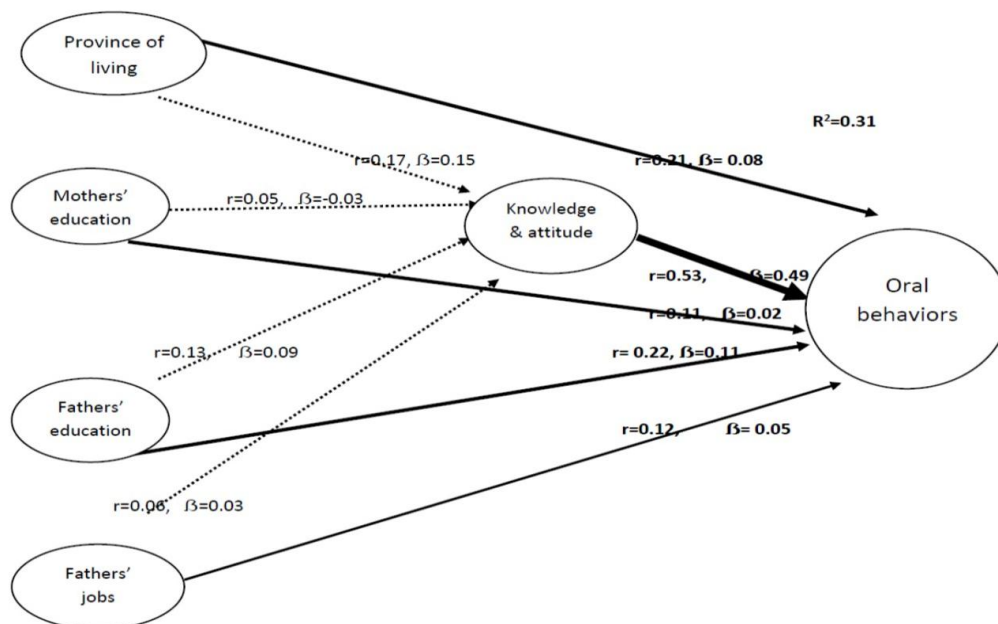 Province of
living
R²=0.31
r=0.17, ß=0.15
r=0.21, ß= 0.08
Mothers’
education
r=0.05, ß=-0.03
Knowledge
& attitude
r=0.53, ß=0.49
Oral
behaviors
r=0.11, ß=0.02
r=0.13, ß=0.09
r= 0.22, ß=0.11
Fathers’
education
r=0.12, ß= 0.05
r=0.06, ß=0.03
Fathers’
jobs